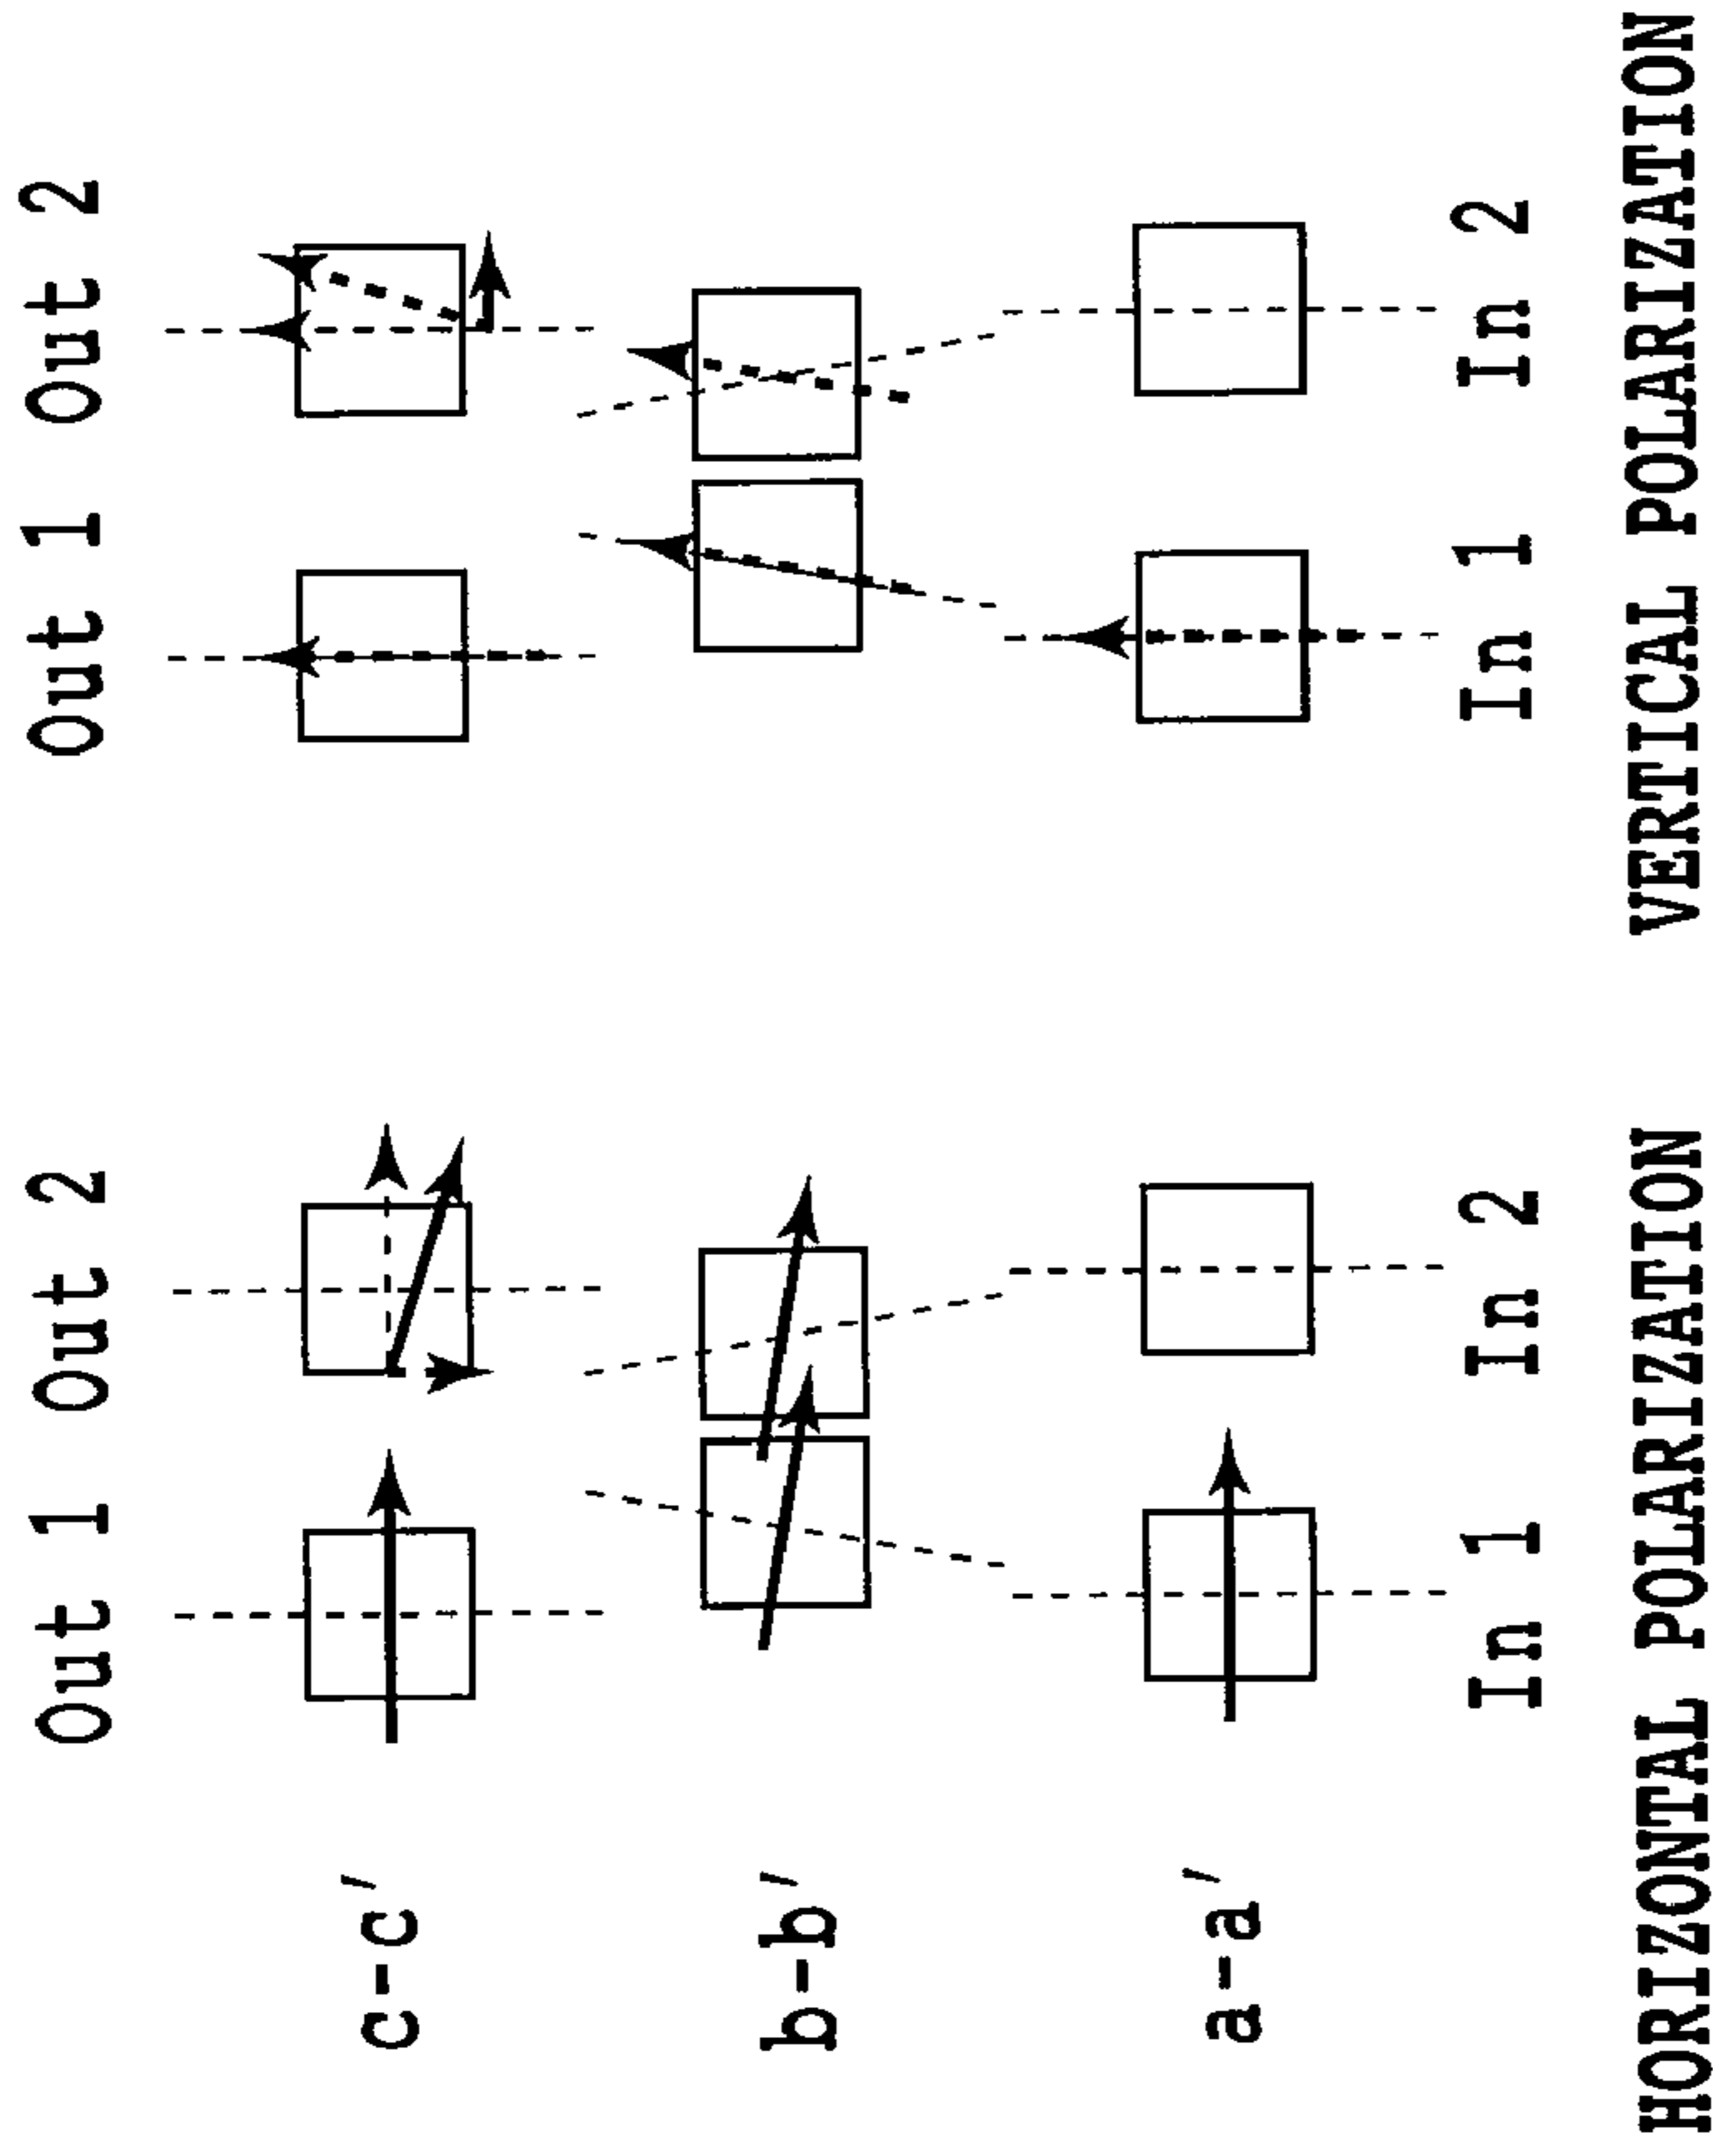 Out 1 Out 2 Out 1 Out 2
c-c'
b-b'
a-a'
In 1 In 2 In 1 In 2
HORIZONTAL POLARIZATION VERTICAL POLARIZATION